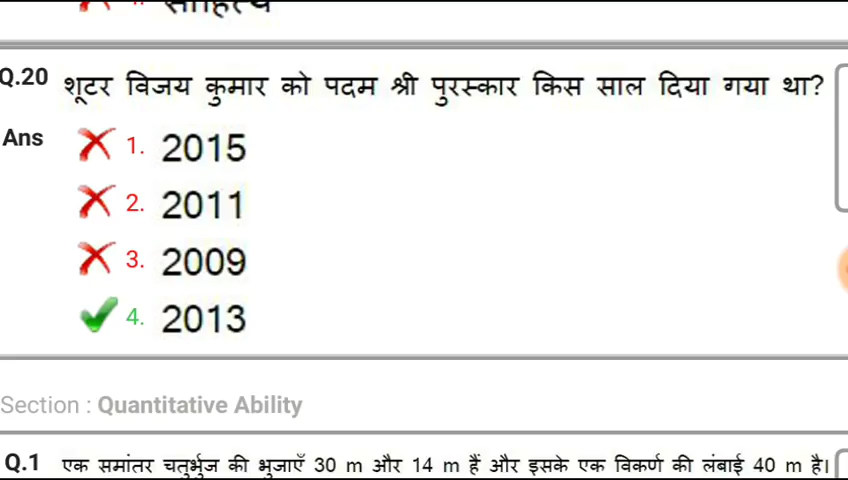 साहित्य
Q.20 शूटर विजय कुमार को पदम श्री पुरस्कार किस साल दिया गया था?
Ans 1. 2015
2. 2011
3. 2009
4. 2013
Section : Quantitative Ability
Q.1 एक समांतर चतुर्भुज की भुजाएँ 30 m और 14 m हैं और इसके एक विकर्ण की लंबाई 40 m है।